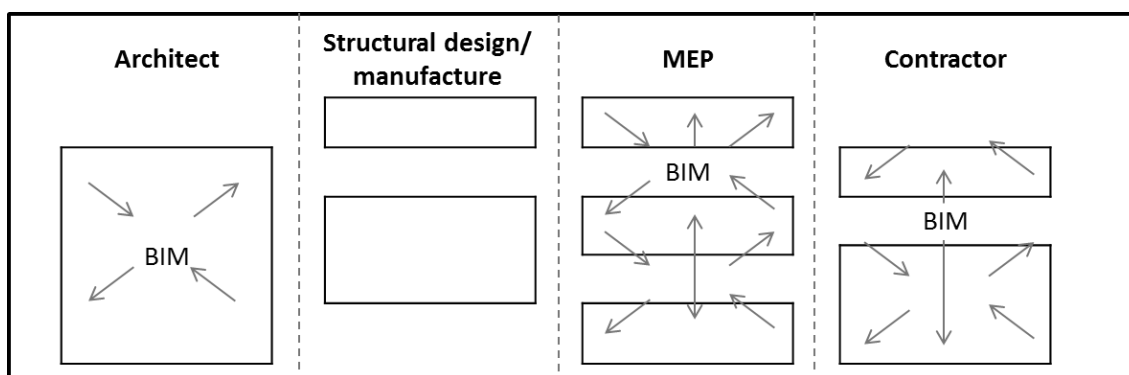 Architect
Structural design/
manufacture
MEP
Contractor
BIM
BIM
BIM